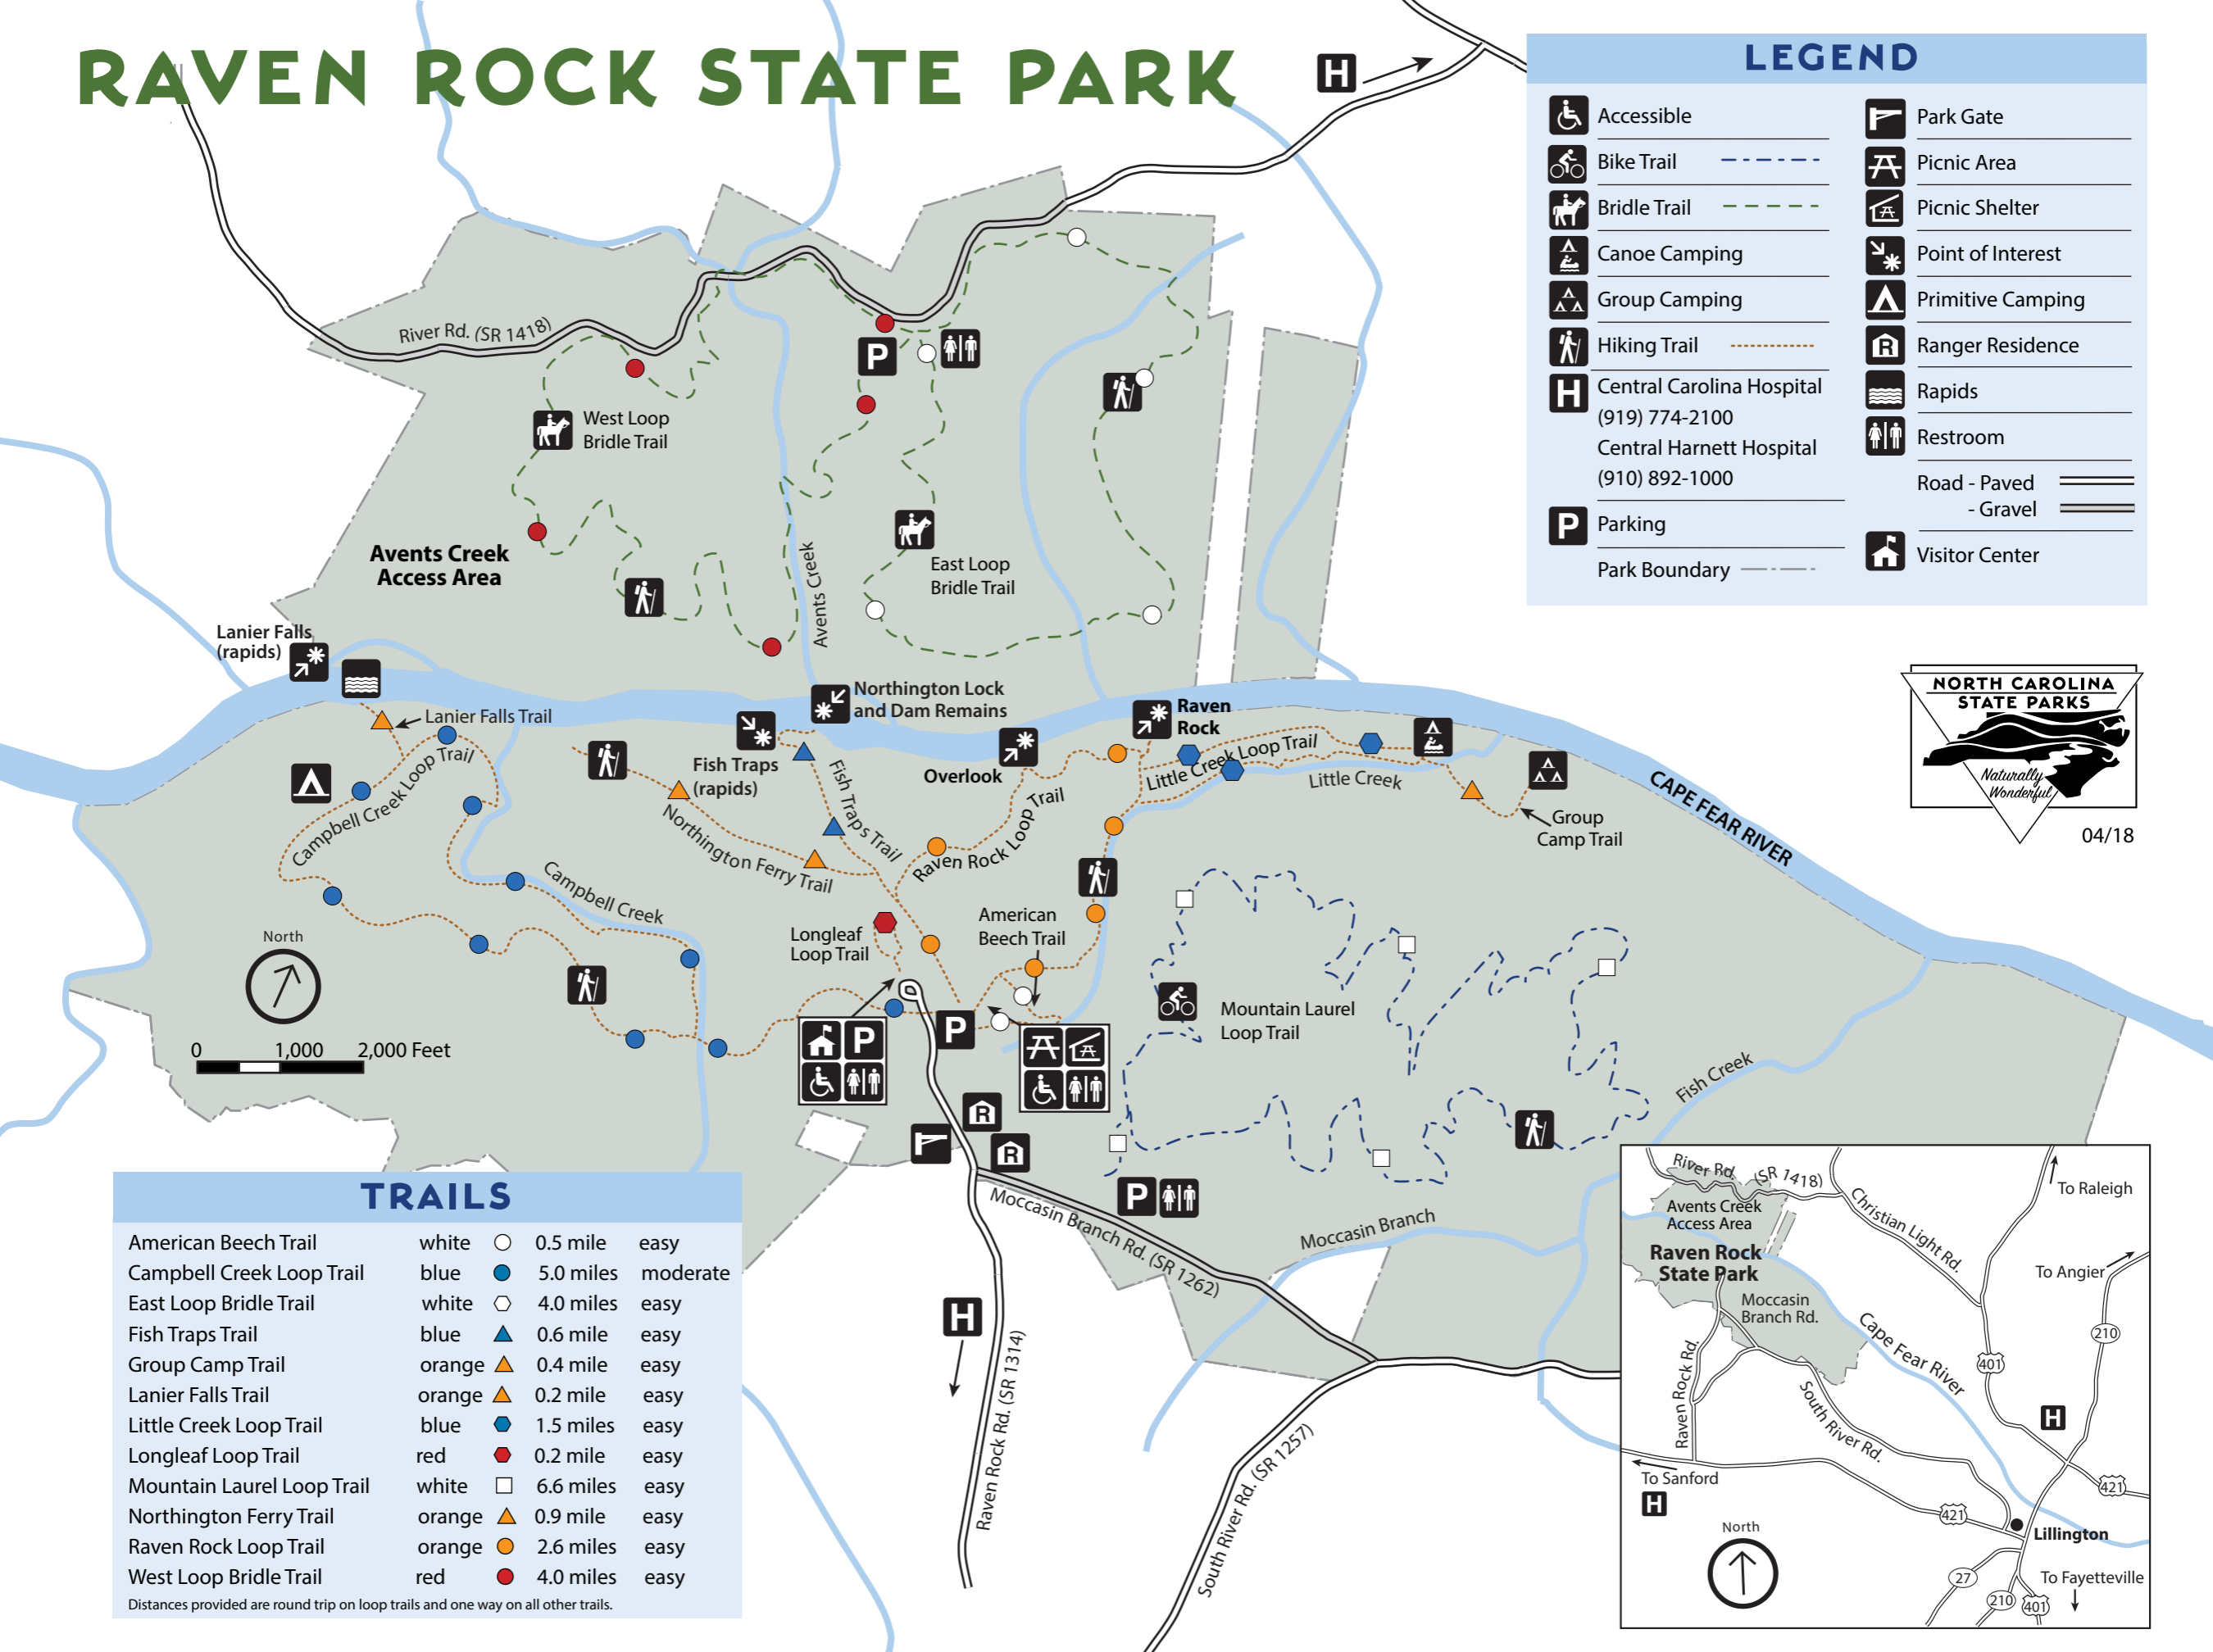 RAVEN ROCK STATE PARK
H
LEGEND
Accessible
Bike Trail
Bridle Trail
Canoe Camping
Group Camping
Hiking Trail
H Central Carolina Hospital
(919) 774-2100
Central Harnett Hospital
(910) 892-1000
P Parking
Park Boundary
Park Gate
Picnic Area
Picnic Shelter
Point of Interest
Primitive Camping
R Ranger Residence
Rapids
Restroom
Road - Paved
- Gravel
Visitor Center
River Rd. (SR 1418)
P
West Loop
Bridle Trail
Avents Creek
Access Area
Avents Creek
East Loop
Bridle Trail
Lanier Falls
(rapids)
Lanier Falls Trail
Northington Lock
and Dam Remains
Raven
Rock
Fish Traps
(rapids)
Overlook
Campbell Creek Loop Trail
Fish Traps Trail
Northington Ferry Trail
Raven Rock Loop Trail
Little Creek Loop Trail
Little Creek
Group
Camp Trail
CAPE FEAR RIVER
NORTH CAROLINA
STATE PARKS
Naturally
Wonderful
04/18
Campbell Creek
American
Beech Trail
Longleaf
Loop Trail
North
0 1,000 2,000 Feet
P
P
Mountain Laurel
Loop Trail
R
R
P
Fish Creek
Moccasin Branch Rd. (SR 1262)
Moccasin Branch
H
Raven Rock Rd. (SR 1314)
South River Rd. (SR 1257)
TRAILS
American Beech Trail white 0.5 mile easy
Campbell Creek Loop Trail blue 5.0 miles moderate
East Loop Bridle Trail white 4.0 miles easy
Fish Traps Trail blue 0.6 mile easy
Group Camp Trail orange 0.4 mile easy
Lanier Falls Trail orange 0.2 mile easy
Little Creek Loop Trail blue 1.5 miles easy
Longleaf Loop Trail red 0.2 mile easy
Mountain Laurel Loop Trail white 6.6 miles easy
Northington Ferry Trail orange 0.9 mile easy
Raven Rock Loop Trail orange 2.6 miles easy
West Loop Bridle Trail red 4.0 miles easy
Distances provided are round trip on loop trails and one way on all other trails.
River Rd. (SR 1418)
To Raleigh
Avents Creek
Access Area
Christian Light Rd.
Raven Rock
State Park
To Angier
Moccasin
Branch Rd.
Cape Fear River
210
401
Raven Rock Rd.
South River Rd.
H
To Sanford
H
421
421
North
Lillington
27
210
401
To Fayetteville